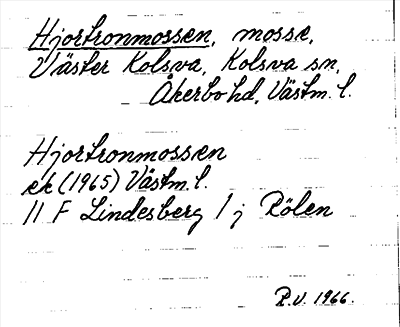 Hjortronmossen, mosse,
Väster Kolsva, Kolsva sn,
Åkerbo hd, Västm. l.
Hjortronmossen
ek (1965) Västm. l.
11 F Lindesberg 1 j Rölen
R.V. 1966.